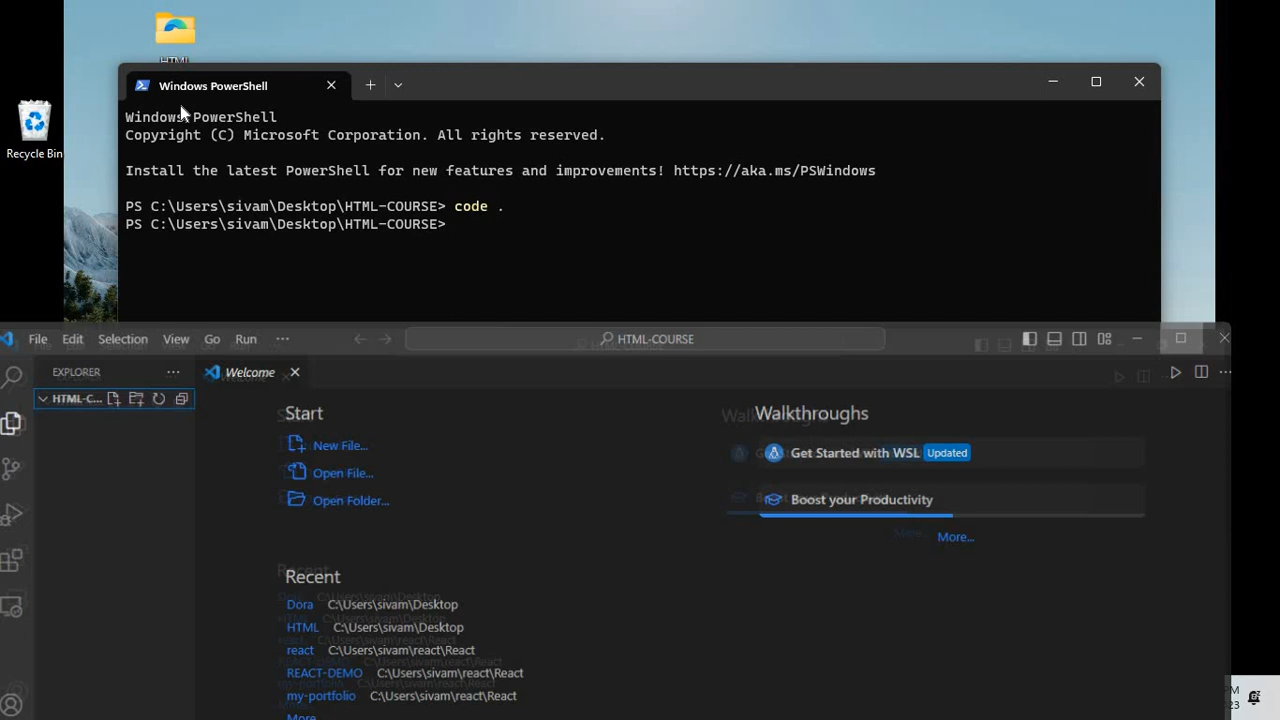 HTML
Recycle Bin
Windows PowerShell
Windows PowerShell
Copyright (C) Microsoft Corporation. All rights reserved.
Install the latest PowerShell for new features and improvements! https://aka.ms/PSWindows
PS C:\Users\sivam\Desktop\HTML-COURSE> code .
PS C:\Users\sivam\Desktop\HTML-COURSE>
File Edit Selection View Go Run ··· HTML-COURSE
EXPLORER ··· Welcome
HTML-C...
Start
New File...
Open File...
Open Folder...
Walkthroughs
Get Started with WSL Updated
Boost your Productivity
More...
Recent
Dora C:\Users\sivam\Desktop
HTML C:\Users\sivam\Desktop
react C:\Users\sivam\react\React
REACT-DEMO C:\Users\sivam\react\React
my-portfolio C:\Users\sivam\react\React
More...